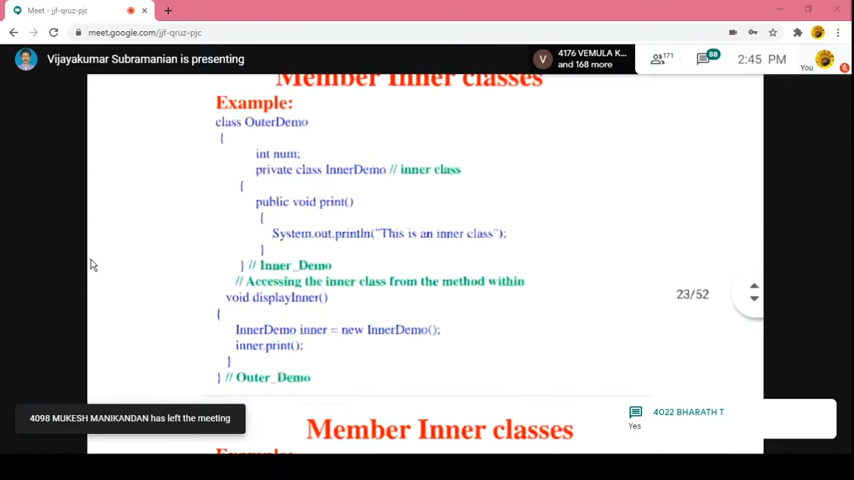 Meet - jjf-qruz-pjc
meet.google.com/jjf-qruz-pjc
Vijayakumar Subramanian is presenting
V
4176 VEMULA K...
and 168 more
171
88
2:45 PM
You
Member Inner classes
Example:
class OuterDemo
{
int num;
private class InnerDemo // inner class
{
public void print()
{
System.out.println("This is an inner class");
}
} // Inner_Demo
// Accessing the inner class from the method within
void displayInner()
{
InnerDemo inner = new InnerDemo();
inner.print();
}
} // Outer_Demo
23/52
4098 MUKESH MANIKANDAN has left the meeting
4022 BHARATH T
Yes
Member Inner classes
Example: